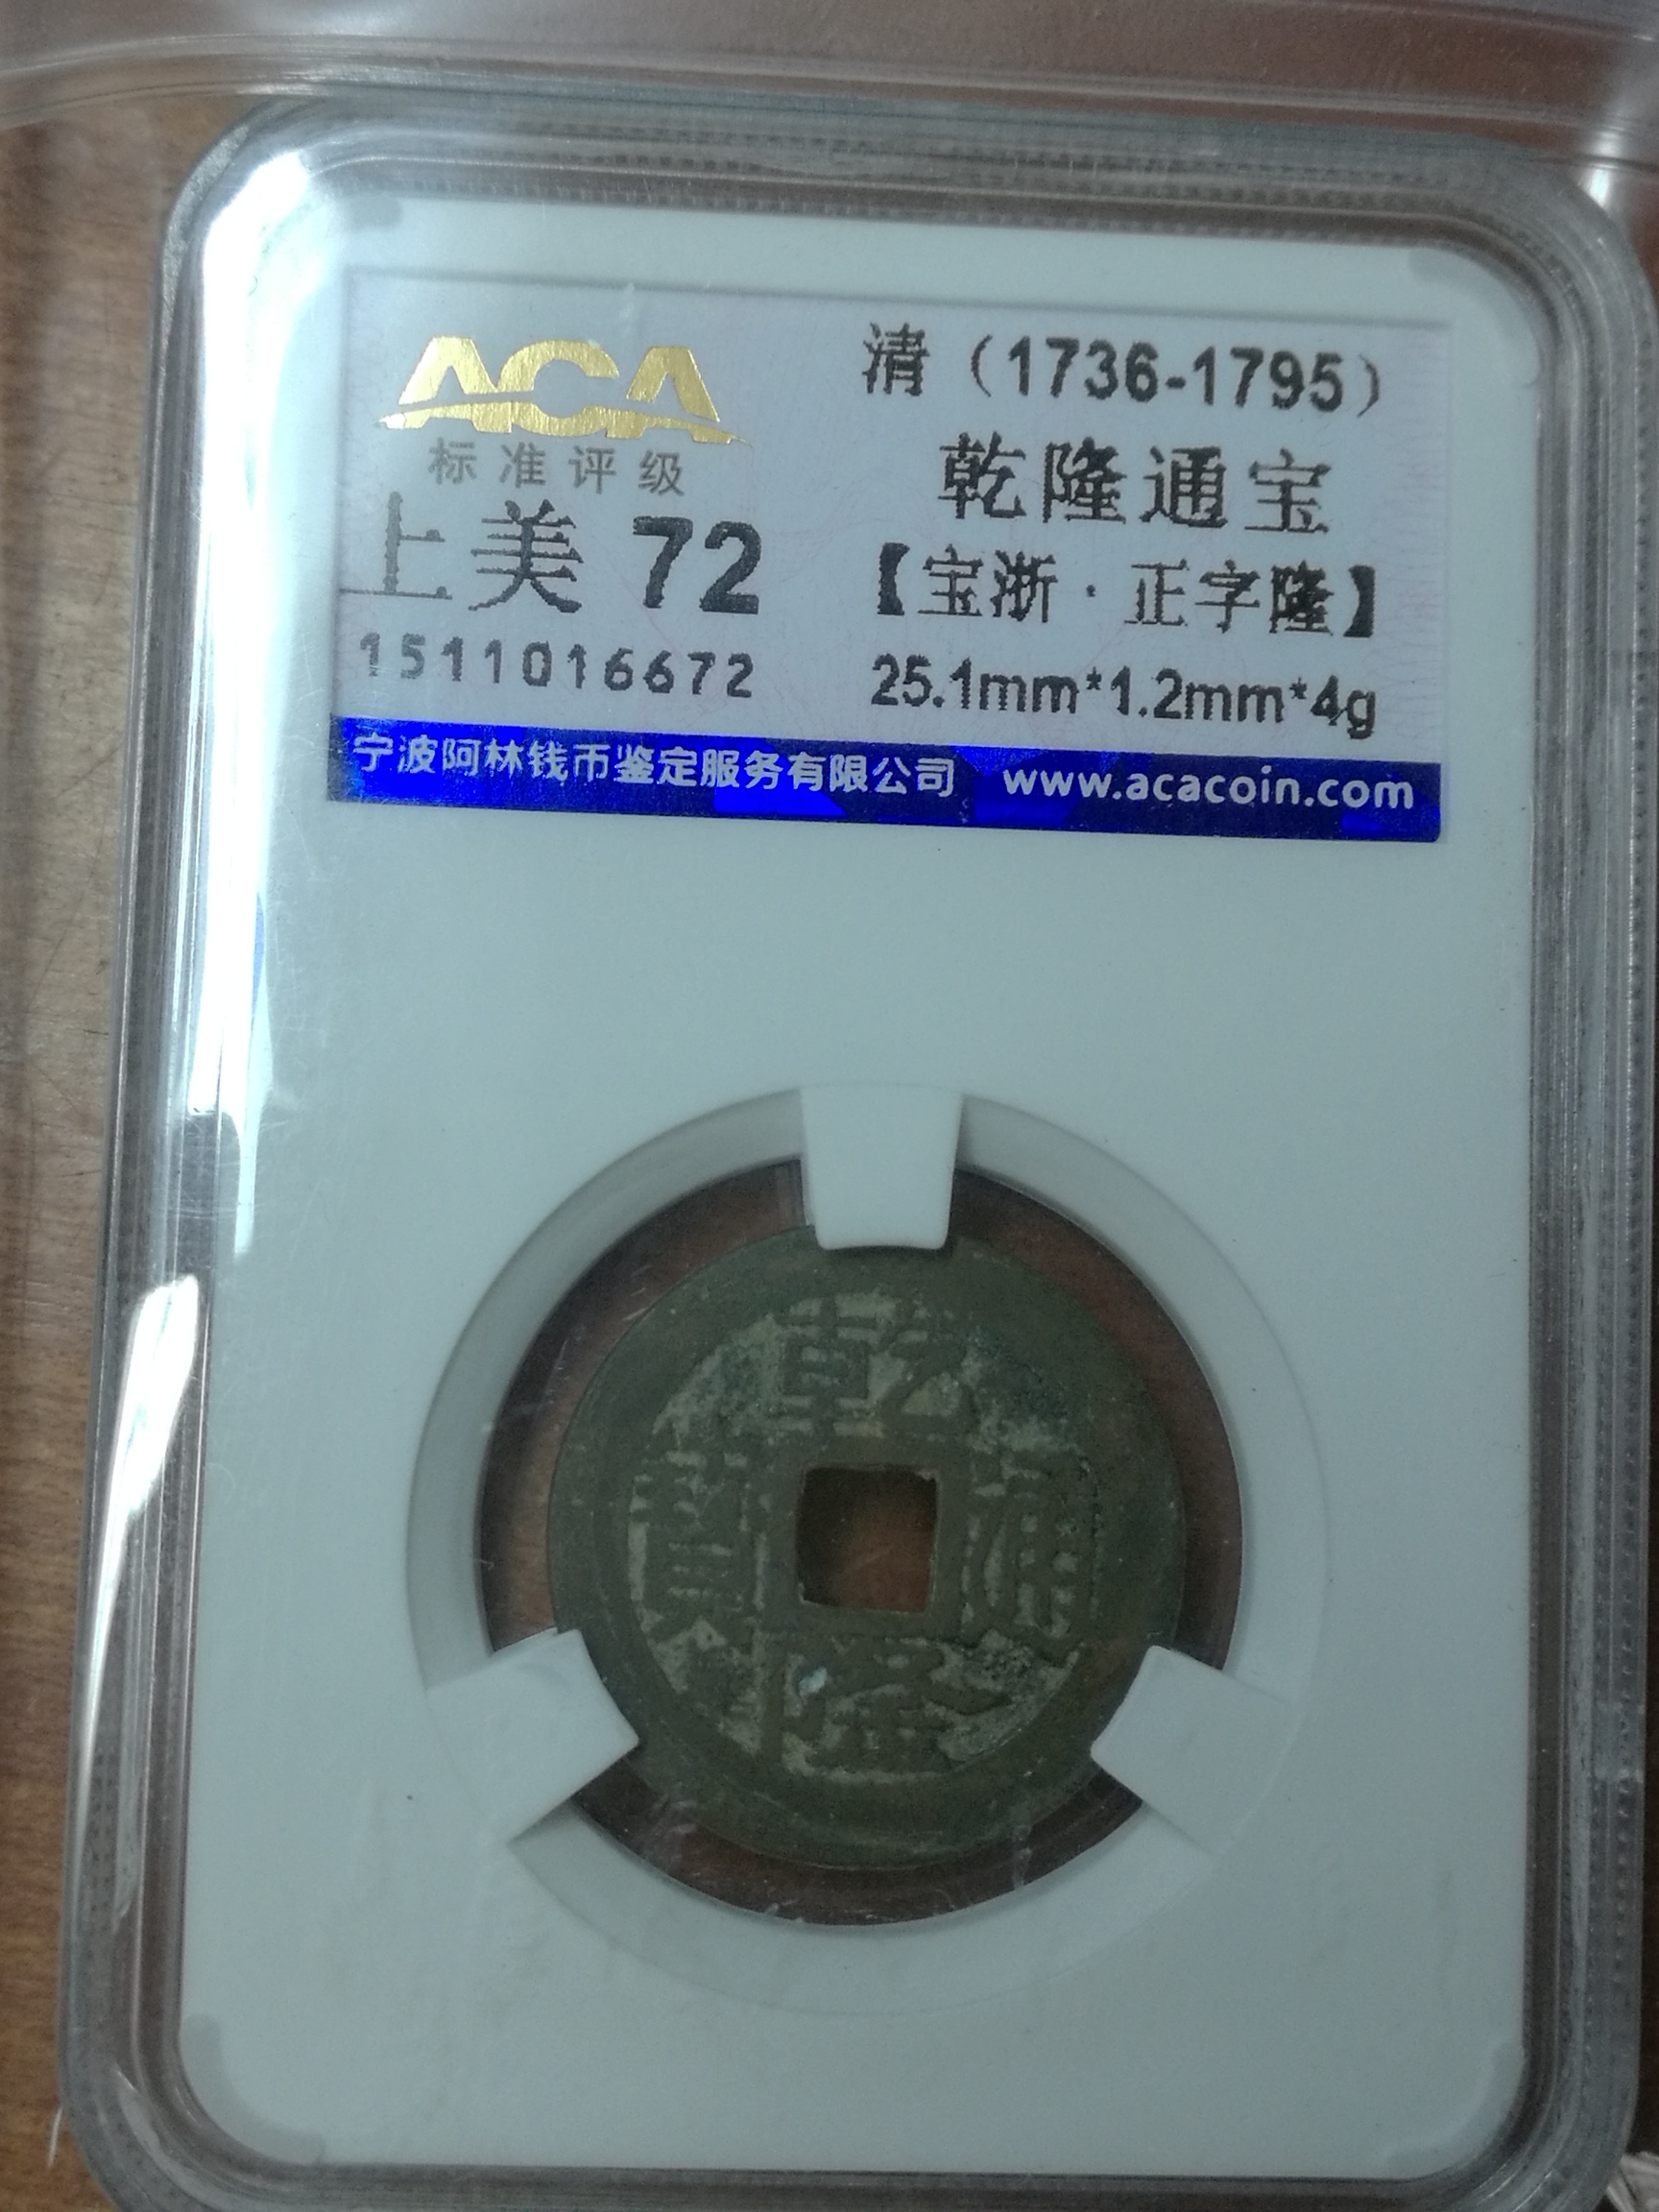 ACA
标准评级
上美 72
1511016672
清（1736-1795）
乾隆通宝
【宝浙·正字隆】
25.1mm*1.2mm*4g
宁波阿林钱币鉴定服务有限公司 www.acacoin.com
乾隆通寶